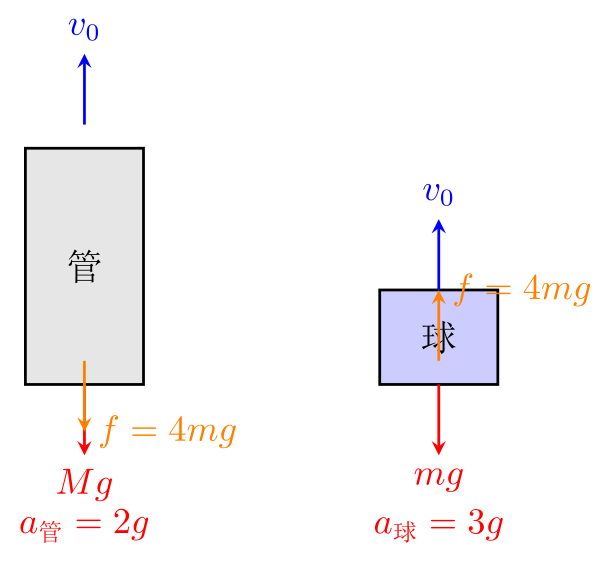 v₀
管
f = 4mg
Mg
a管 = 2g
v₀
f = 4mg
球
mg
a球 = 3g